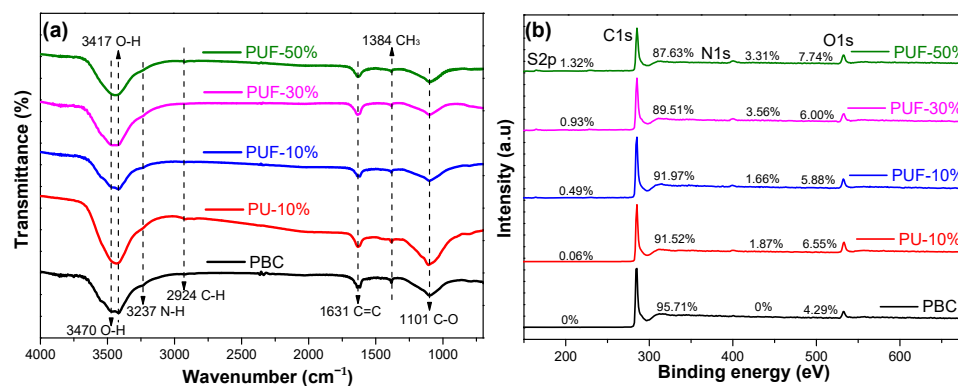 (a)
3417 O-H
1384 CH₃
PUF-50%
PUF-30%
PUF-10%
PU-10%
PBC
3237 N-H
2924 C-H
1631 C=C
1101 C-O
3470 O-H
Transmittance (%)
4000 3500 3000 2500 2000 1500 1000
Wavenumber (cm⁻¹)
(b)
C1s
S2p
N1s
O1s
1.32% 87.63% 3.31% 7.74% PUF-50%
0.93% 89.51% 3.56% 6.00% PUF-30%
0.49% 91.97% 1.66% 5.88% PUF-10%
0.06% 91.52% 1.87% 6.55% PU-10%
0% 95.71% 0% 4.29% PBC
Intensity (a.u)
150 300 450 600
Binding energy (eV)